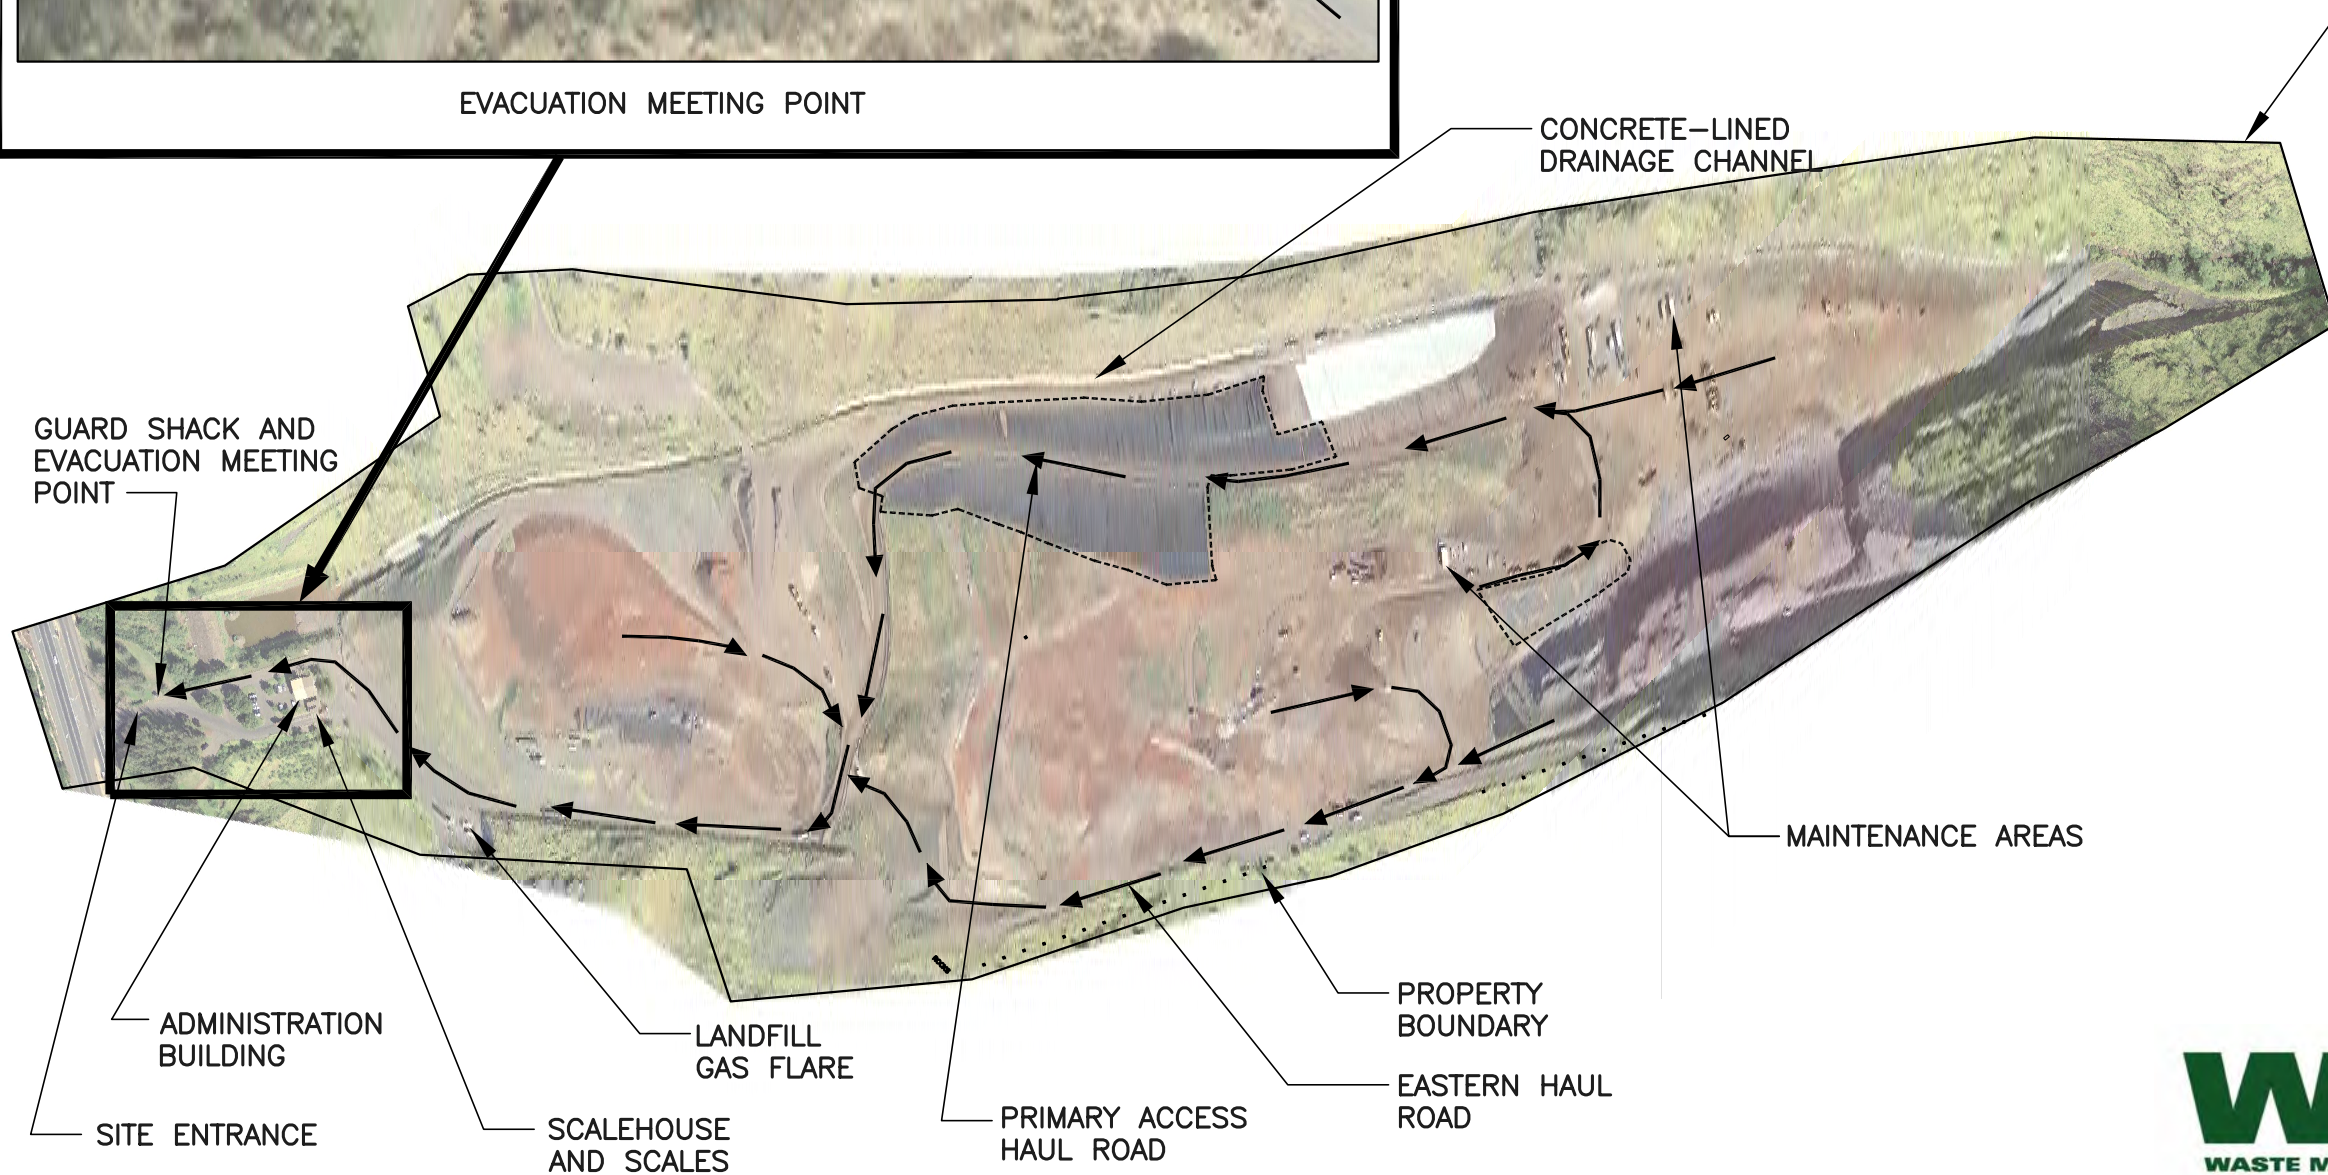 EVACUATION MEETING POINT
CONCRETE-LINED
DRAINAGE CHANNEL
GUARD SHACK AND
EVACUATION MEETING
POINT
MAINTENANCE AREAS
PROPERTY
BOUNDARY
ADMINISTRATION
BUILDING
LANDFILL
GAS FLARE
EASTERN HAUL
ROAD
PRIMARY ACCESS
HAUL ROAD
SITE ENTRANCE
SCALEHOUSE
AND SCALES
W
WASTE M